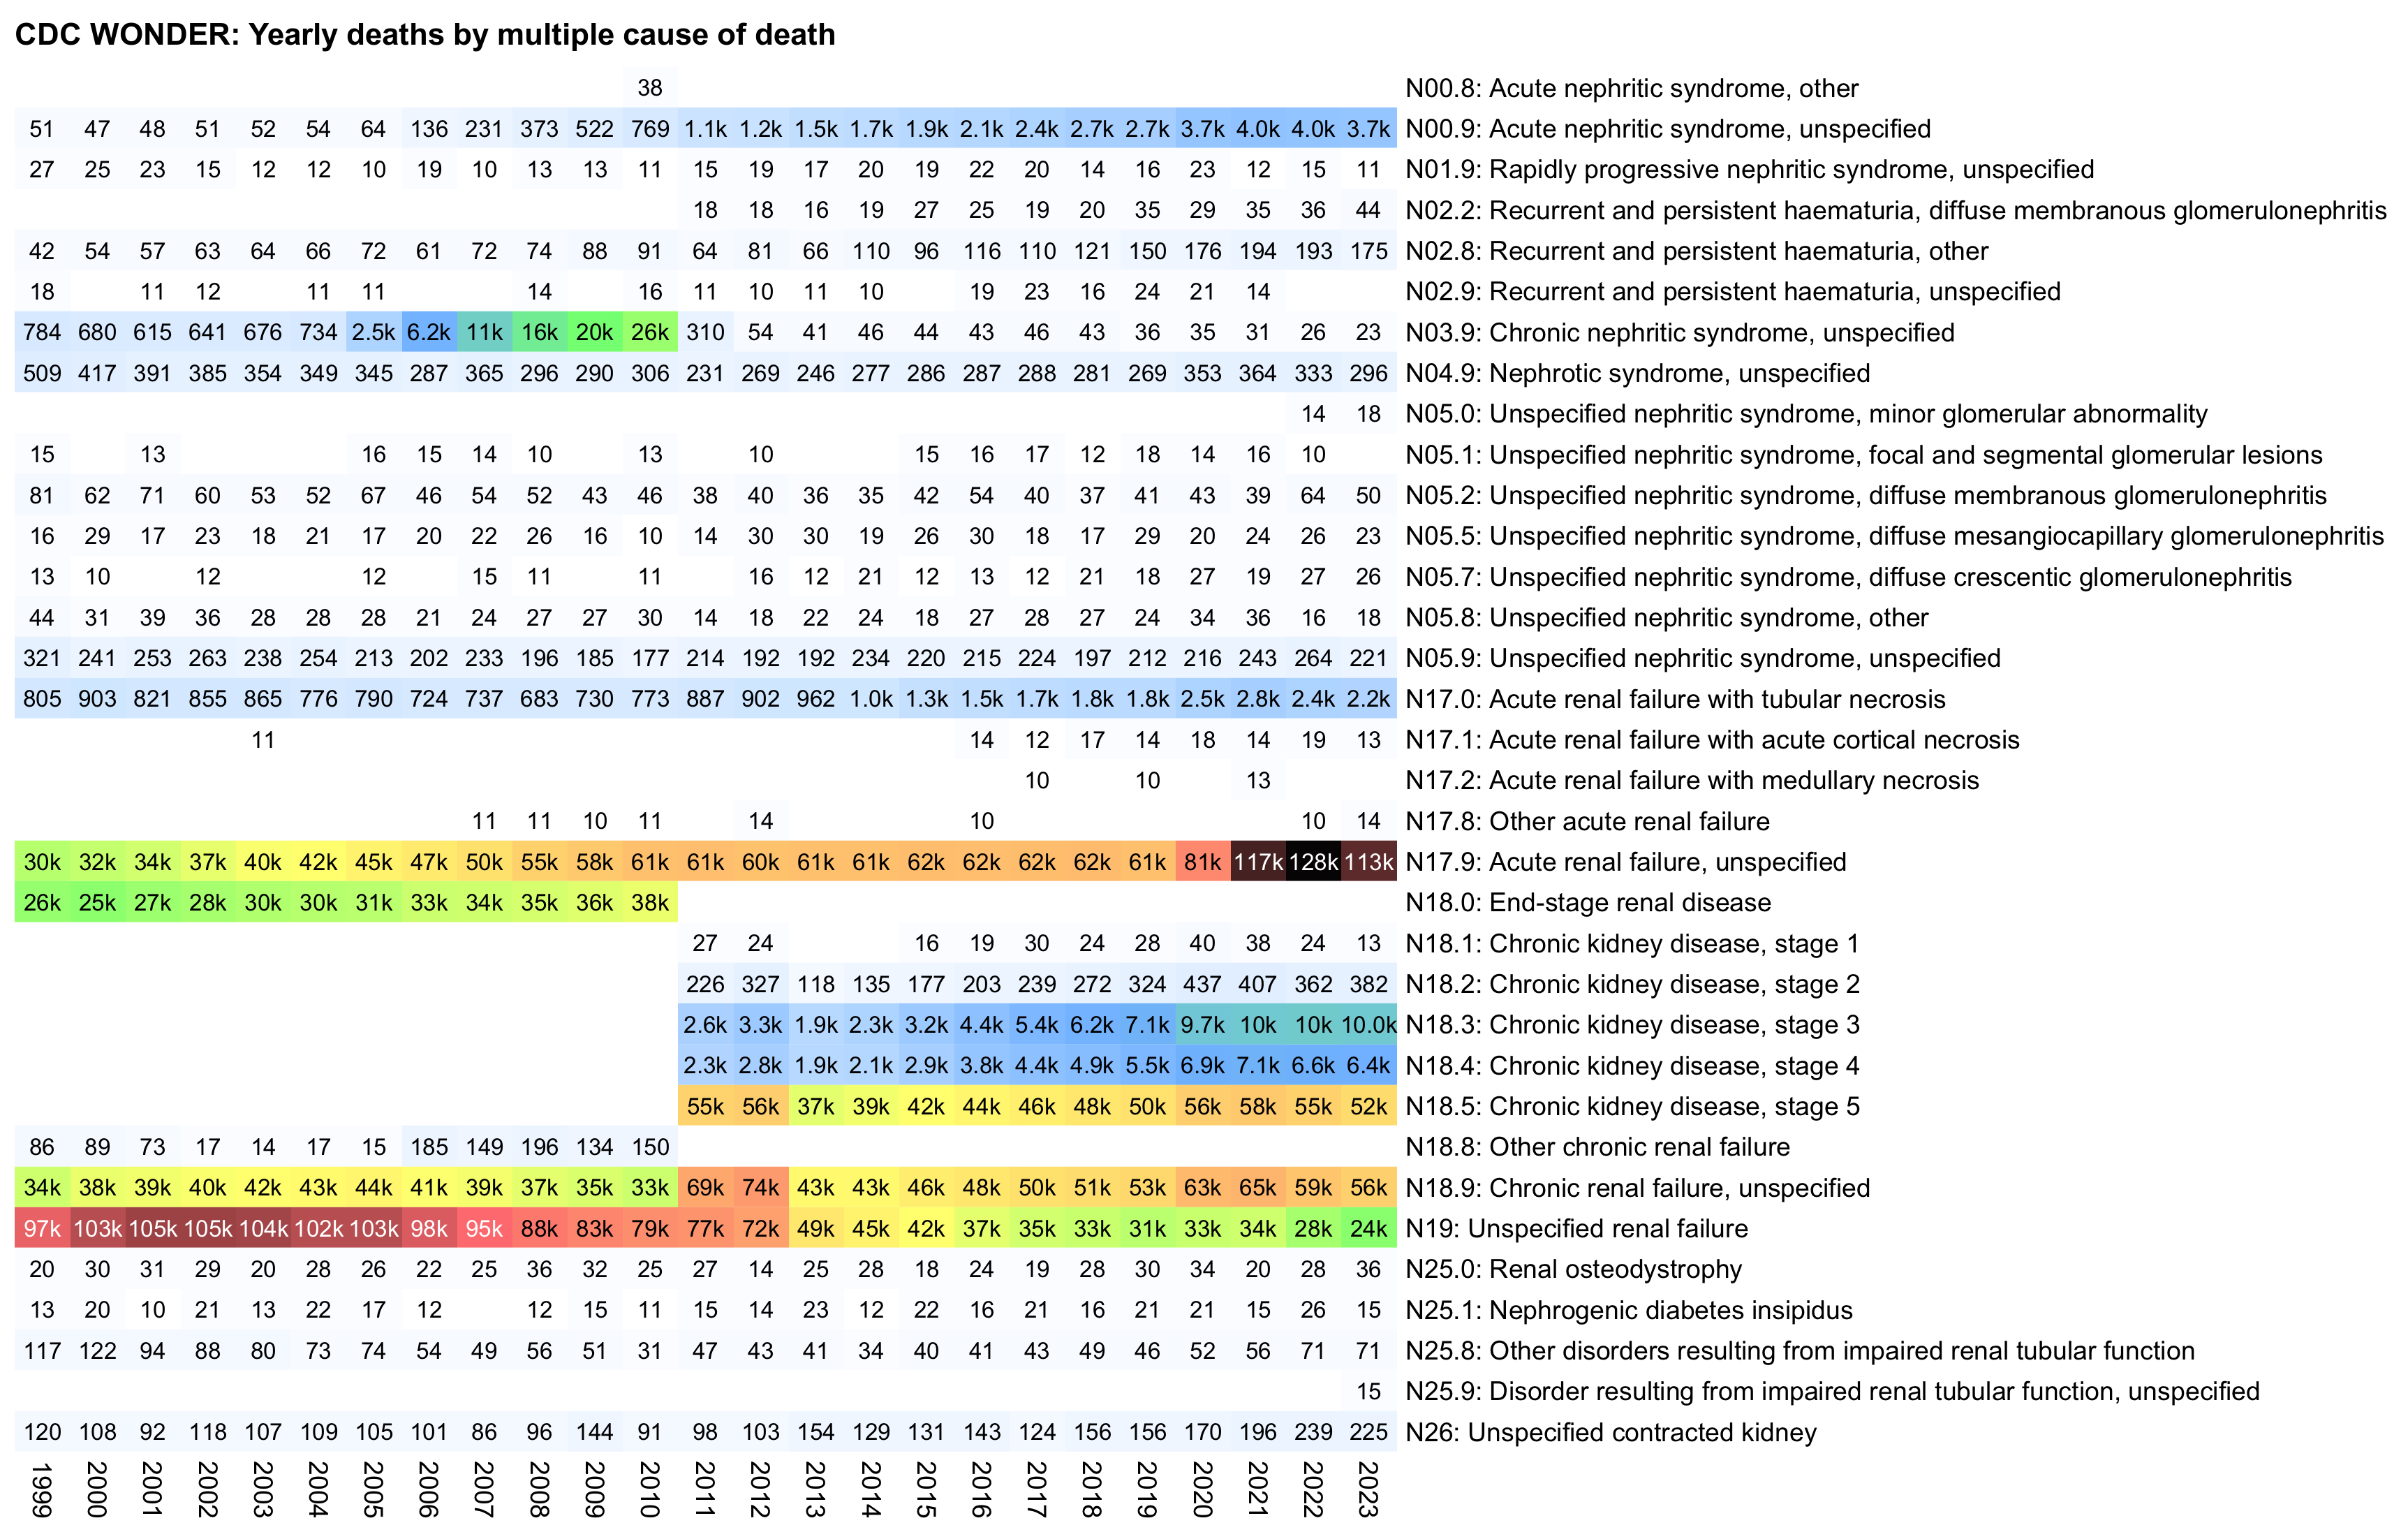 CDC WONDER: Yearly deaths by multiple cause of death
38 N00.8: Acute nephritic syndrome, other
51 47 48 51 52 54 64 136 231 373 522 769 1.1k 1.2k 1.5k 1.7k 1.9k 2.1k 2.4k 2.7k 2.7k 3.7k 4.0k 4.0k 3.7k N00.9: Acute nephritic syndrome, unspecified
27 25 23 15 12 12 10 19 10 13 13 11 15 19 17 20 19 22 20 14 16 23 12 15 11 N01.9: Rapidly progressive nephritic syndrome, unspecified
18 18 16 19 27 25 19 20 35 29 35 36 44 N02.2: Recurrent and persistent haematuria, diffuse membranous glomerulonephritis
42 54 57 63 64 66 72 61 72 74 88 91 64 81 66 110 96 116 110 121 150 176 194 193 175 N02.8: Recurrent and persistent haematuria, other
18 11 12 11 11 14 16 11 10 11 10 19 23 16 24 21 14 N02.9: Recurrent and persistent haematuria, unspecified
784 680 615 641 676 734 2.5k 6.2k 11k 16k 20k 26k 310 54 41 46 44 43 46 43 36 35 31 26 23 N03.9: Chronic nephritic syndrome, unspecified
509 417 391 385 354 349 345 287 365 296 290 306 231 269 246 277 286 287 288 281 269 353 364 333 296 N04.9: Nephrotic syndrome, unspecified
14 18 N05.0: Unspecified nephritic syndrome, minor glomerular abnormality
15 13 16 15 14 10 13 10 15 16 17 12 18 14 16 10 N05.1: Unspecified nephritic syndrome, focal and segmental glomerular lesions
81 62 71 60 53 52 67 46 54 52 43 46 38 40 36 35 42 54 40 37 41 43 39 64 50 N05.2: Unspecified nephritic syndrome, diffuse membranous glomerulonephritis
16 29 17 23 18 21 17 20 22 26 16 10 14 30 30 19 26 30 18 17 29 20 24 26 23 N05.5: Unspecified nephritic syndrome, diffuse mesangiocapillary glomerulonephritis
13 10 12 12 15 11 11 16 12 21 12 13 12 21 18 27 19 27 26 N05.7: Unspecified nephritic syndrome, diffuse crescentic glomerulonephritis
44 31 39 36 28 28 28 21 24 27 27 30 14 18 22 24 18 27 28 27 24 34 36 16 18 N05.8: Unspecified nephritic syndrome, other
321 241 253 263 238 254 213 202 233 196 185 177 214 192 192 234 220 215 224 197 212 216 243 264 221 N05.9: Unspecified nephritic syndrome, unspecified
805 903 821 855 865 776 790 724 737 683 730 773 887 902 962 1.0k 1.3k 1.5k 1.7k 1.8k 1.8k 2.5k 2.8k 2.4k 2.2k N17.0: Acute renal failure with tubular necrosis
11 14 12 17 14 18 14 19 13 N17.1: Acute renal failure with acute cortical necrosis
10 10 13 N17.2: Acute renal failure with medullary necrosis
11 11 10 11 14 10 10 14 N17.8: Other acute renal failure
30k 32k 34k 37k 40k 42k 45k 47k 50k 55k 58k 61k 61k 60k 61k 61k 62k 62k 62k 62k 61k 81k 117k 128k 113k N17.9: Acute renal failure, unspecified
26k 25k 27k 28k 30k 30k 31k 33k 34k 35k 36k 38k N18.0: End-stage renal disease
27 24 16 19 30 24 28 40 38 24 13 N18.1: Chronic kidney disease, stage 1
226 327 118 135 177 203 239 272 324 437 407 362 382 N18.2: Chronic kidney disease, stage 2
2.6k 3.3k 1.9k 2.3k 3.2k 4.4k 5.4k 6.2k 7.1k 9.7k 10k 10k 10.0k N18.3: Chronic kidney disease, stage 3
2.3k 2.8k 1.9k 2.1k 2.9k 3.8k 4.4k 4.9k 5.5k 6.9k 7.1k 6.6k 6.4k N18.4: Chronic kidney disease, stage 4
55k 56k 37k 39k 42k 44k 46k 48k 50k 56k 58k 55k 52k N18.5: Chronic kidney disease, stage 5
86 89 73 17 14 17 15 185 149 196 134 150 N18.8: Other chronic renal failure
34k 38k 39k 40k 42k 43k 44k 41k 39k 37k 35k 33k 69k 74k 43k 43k 46k 48k 50k 51k 53k 63k 65k 59k 56k N18.9: Chronic renal failure, unspecified
97k 103k 105k 105k 104k 102k 103k 98k 95k 88k 83k 79k 77k 72k 49k 45k 42k 37k 35k 33k 31k 33k 34k 28k 24k N19: Unspecified renal failure
20 30 31 29 20 28 26 22 25 36 32 25 27 14 25 28 18 24 19 28 30 34 20 28 36 N25.0: Renal osteodystrophy
13 20 10 21 13 22 17 12 12 15 11 15 14 23 12 22 16 21 16 21 21 15 26 15 N25.1: Nephrogenic diabetes insipidus
117 122 94 88 80 73 74 54 49 56 51 31 47 43 41 34 40 41 43 49 46 52 56 71 71 N25.8: Other disorders resulting from impaired renal tubular function
15 N25.9: Disorder resulting from impaired renal tubular function, unspecified
120 108 92 118 107 109 105 101 86 96 144 91 98 103 154 129 131 143 124 156 156 170 196 239 225 N26: Unspecified contracted kidney
1999 2000 2001 2002 2003 2004 2005 2006 2007 2008 2009 2010 2011 2012 2013 2014 2015 2016 2017 2018 2019 2020 2021 2022 2023